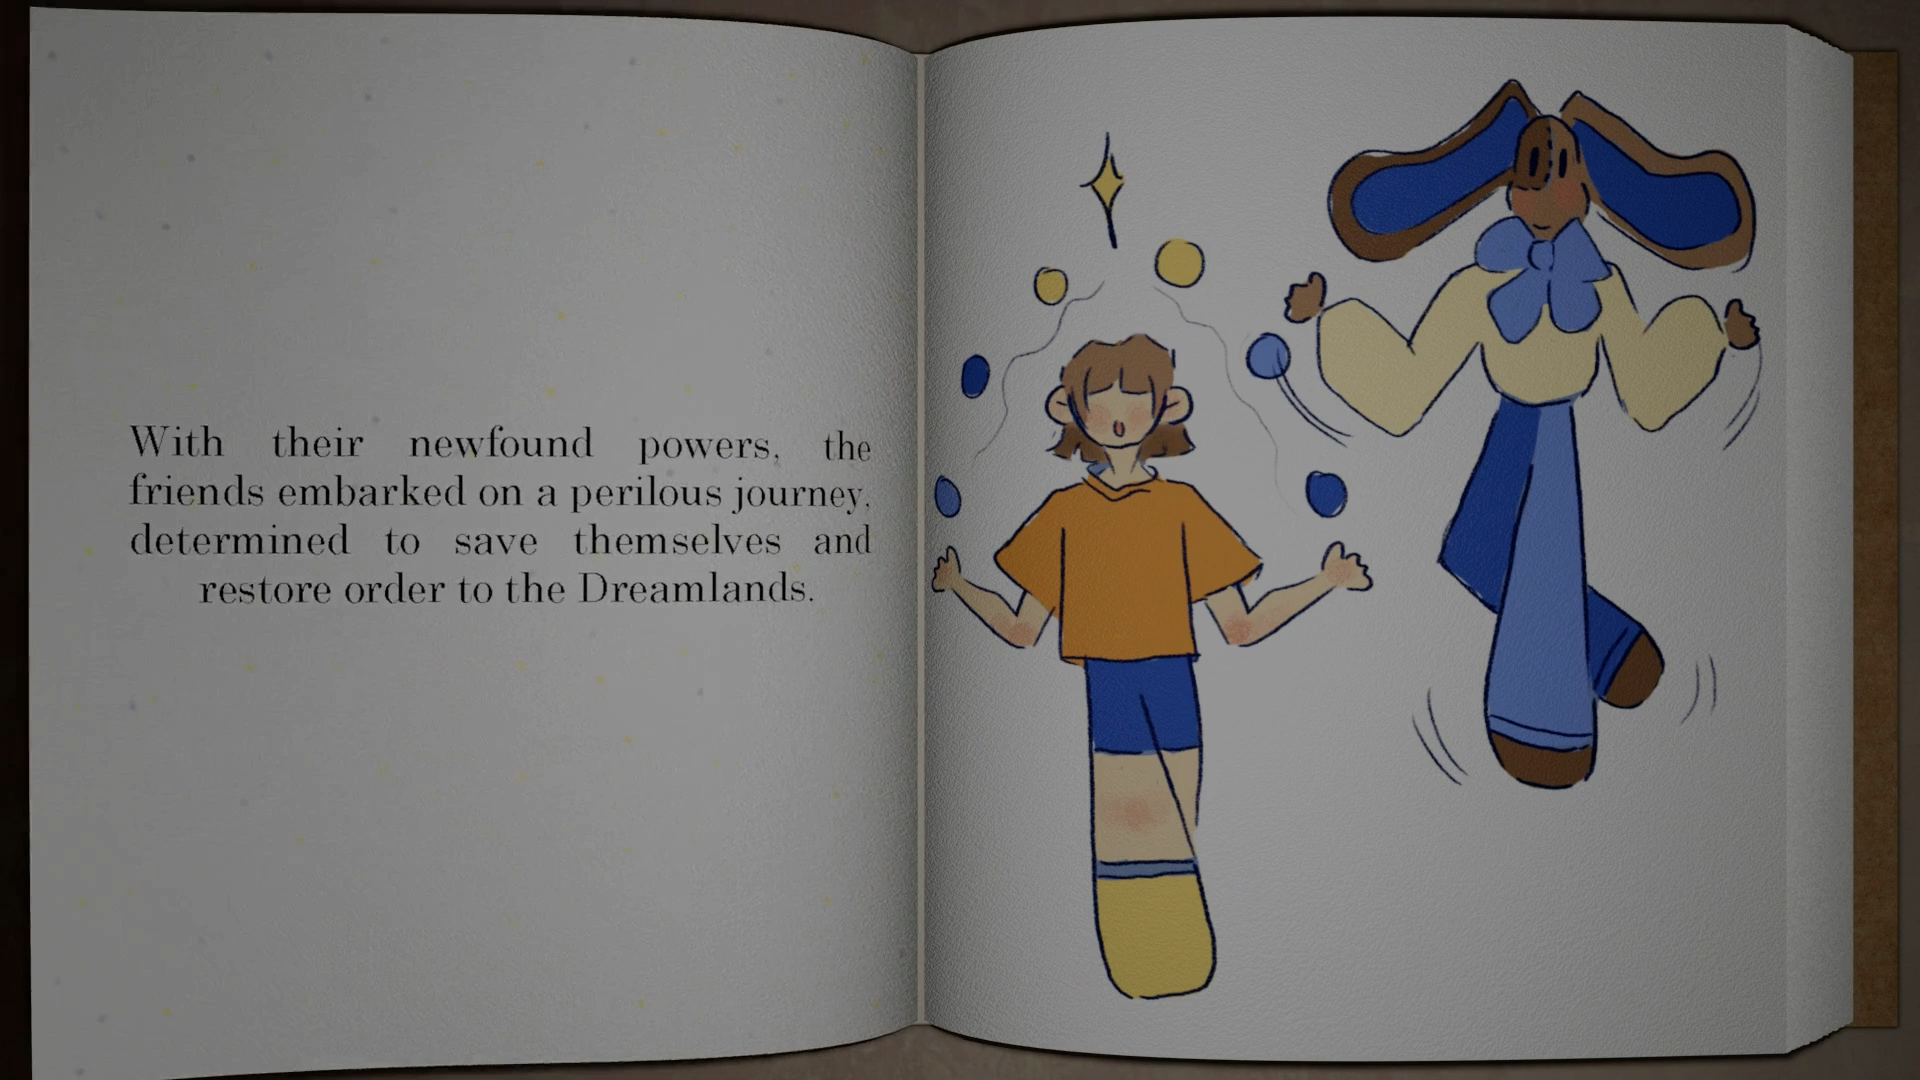 With their newfound powers, the
friends embarked on a perilous journey,
determined to save themselves and
restore order to the Dreamlands.